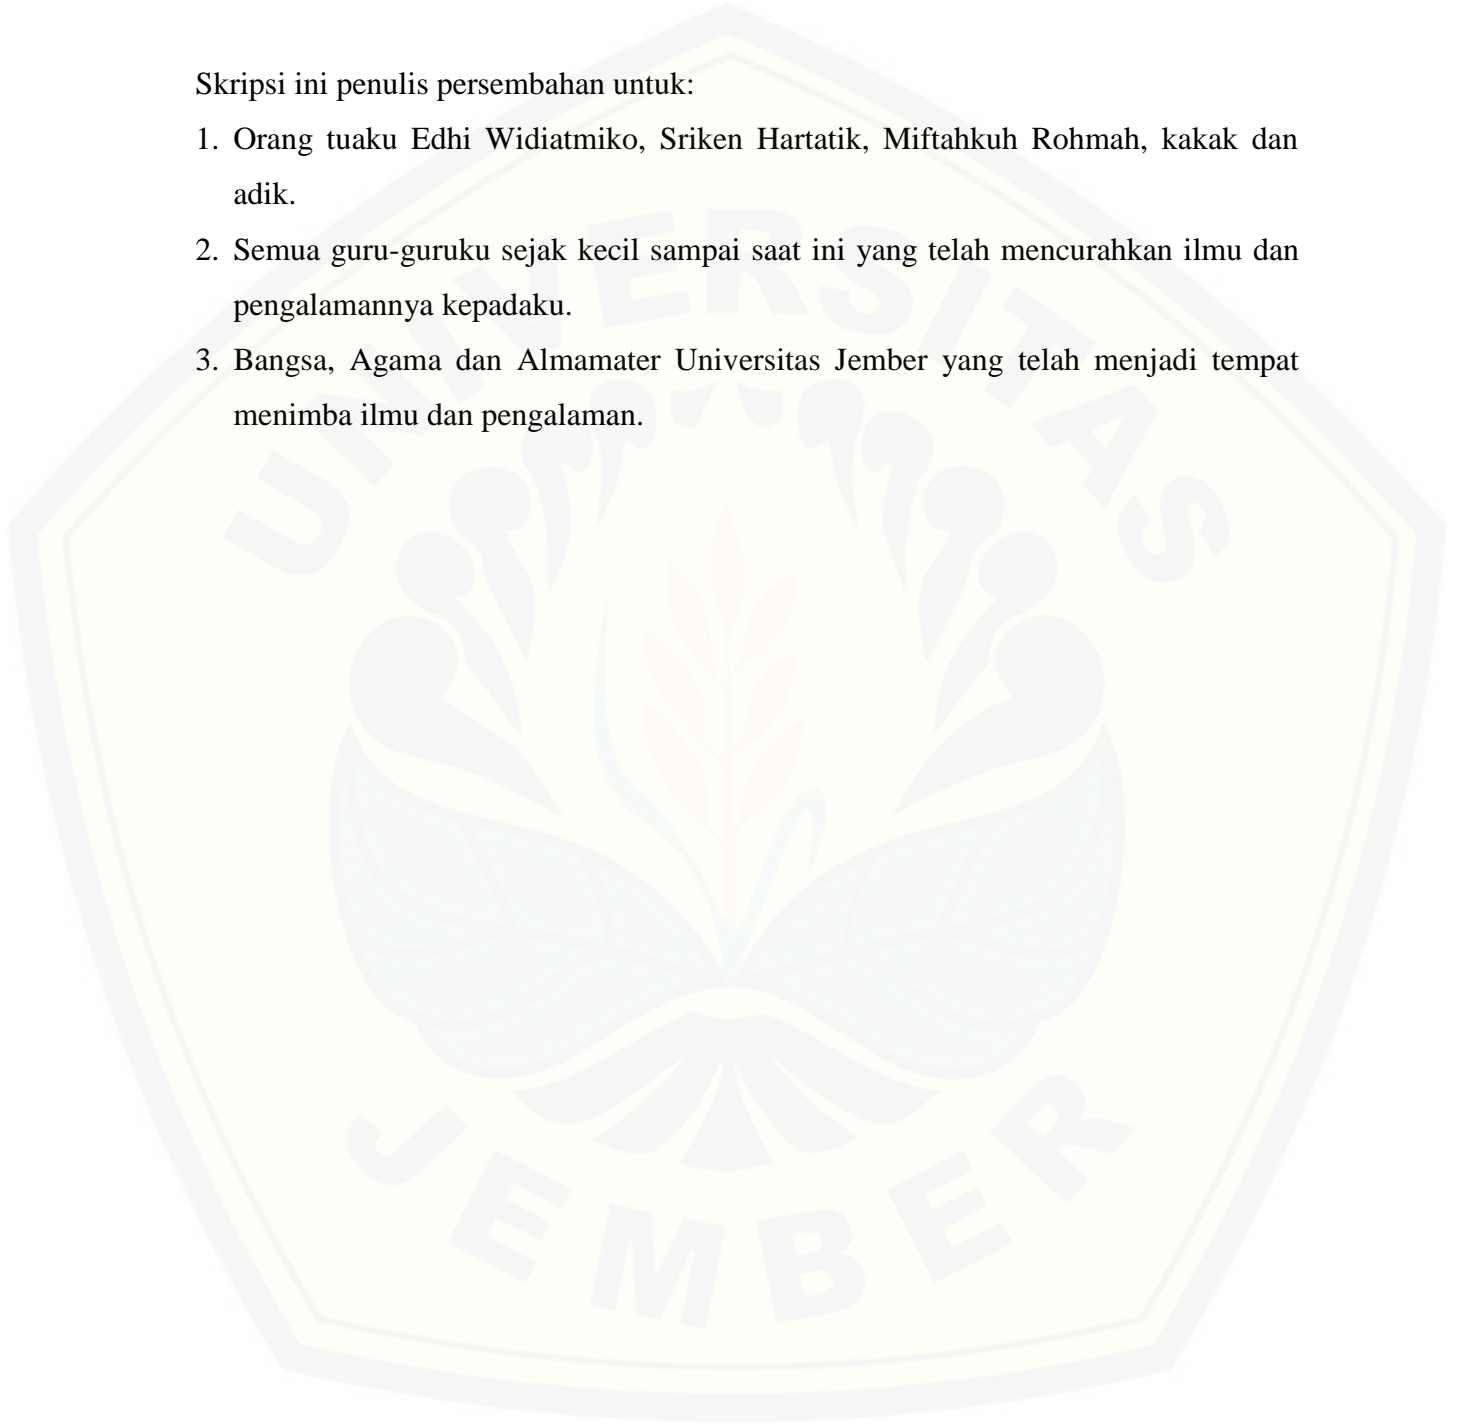 Skripsi ini penulis persembahan untuk:
1. Orang tuaku Edhi Widiatmiko, Sriken Hartatik, Miftahkuh Rohmah, kakak dan
adik.
2. Semua guru-guruku sejak kecil sampai saat ini yang telah mencurahkan ilmu dan
pengalamannya kepadaku.
3. Bangsa, Agama dan Almamater Universitas Jember yang telah menjadi tempat
menimba ilmu dan pengalaman.
UNIVERSITAS
JEMBER